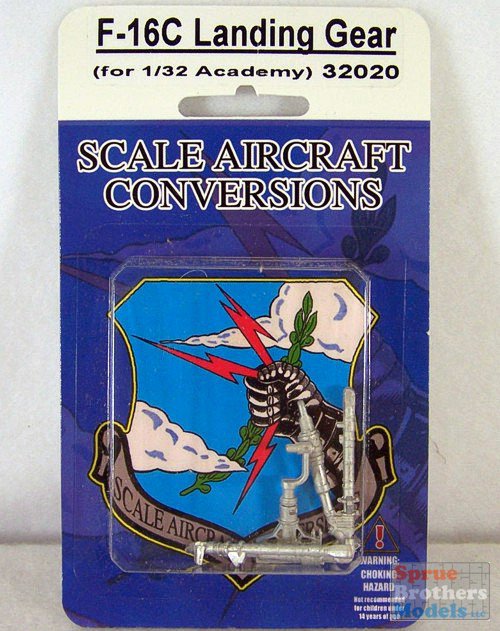 F-16C Landing Gear
(for 1/32 Academy) 32020
SCALE AIRCRAFT
CONVERSIONS
SCALE AIRCRAFT
WARNING:
CHOKING
HAZARD
Not recommended
for children under
14 years of age
Sprue
Brothers
Models LLC